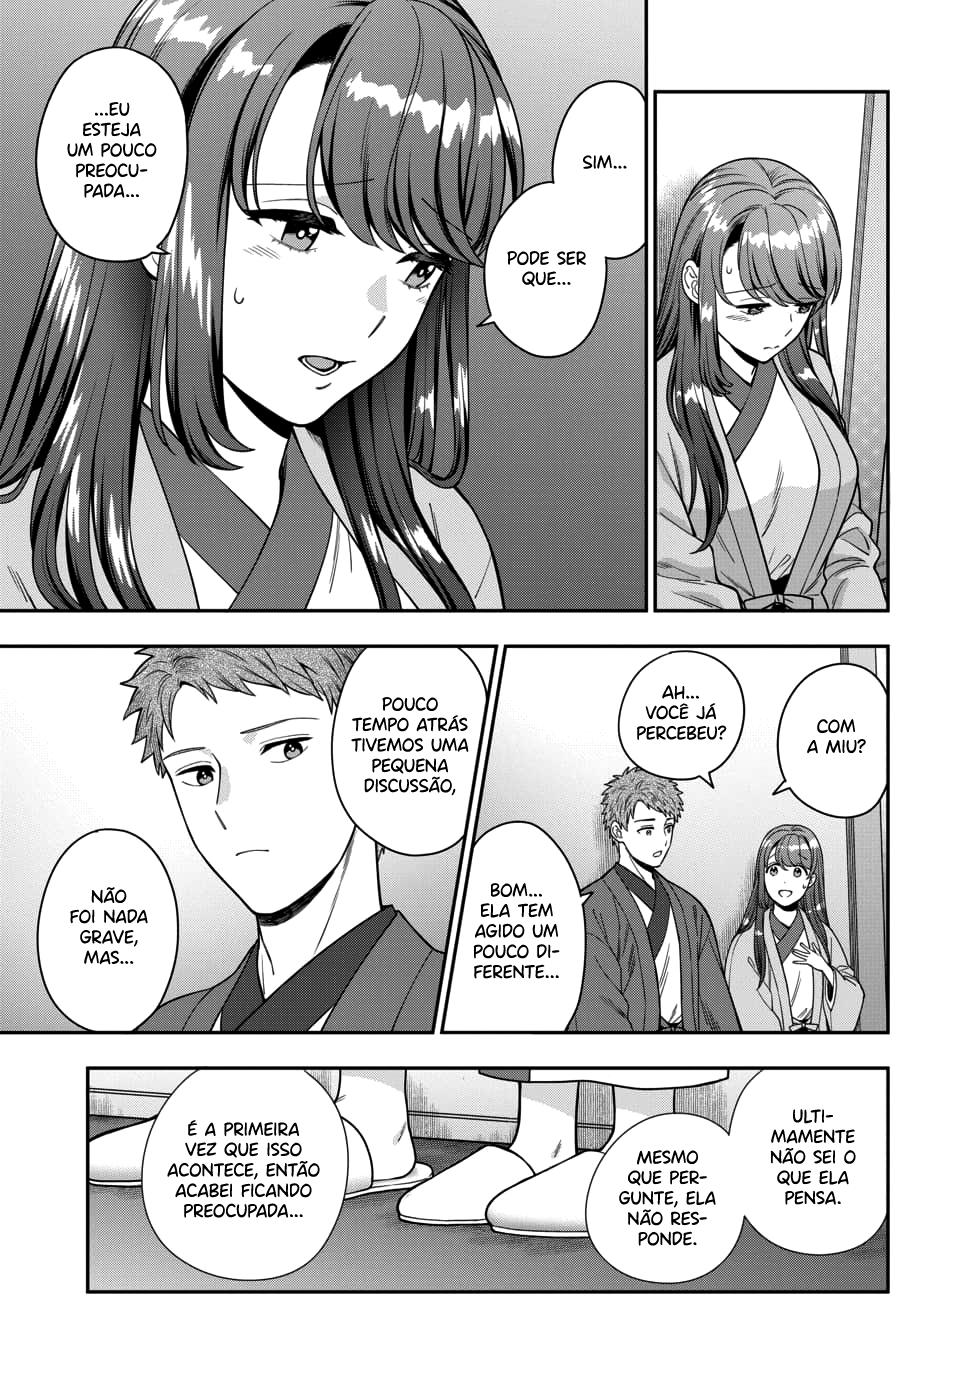 SIM...
PODE SER
QUE...
...EU
ESTEJA
UM POUCO
PREOCU-
PADA...
COM
A MIU?
AH...
VOCÊ JÁ
PERCEBEU?
BOM...
ELA TEM
AGIDO UM
POUCO DI-
FERENTE...
POUCO
TEMPO ATRÁS
TIVEMOS UMA
PEQUENA
DISCUSSÃO,
NÃO
FOI NADA
GRAVE,
MAS...
ULTI-
MAMENTE
NÃO SEI O
QUE ELA
PENSA.
MESMO
QUE PER-
GUNTE, ELA
NÃO RES-
PONDE.
É A PRIMEIRA
VEZ QUE ISSO
ACONTECE, ENTÃO
ACABEI FICANDO
PREOCUPADA...